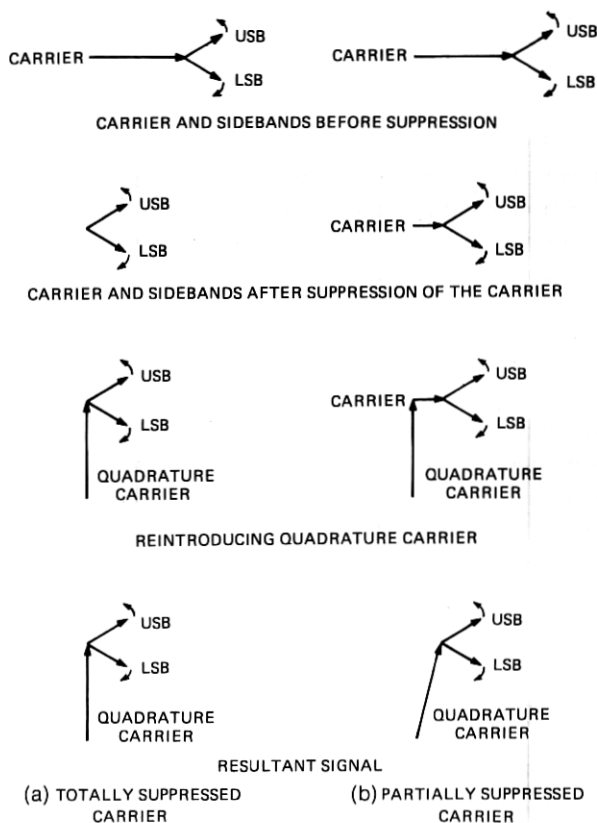 USB USB
CARRIER CARRIER
LSB LSB
CARRIER AND SIDEBANDS BEFORE SUPPRESSION
USB USB
CARRIER
LSB LSB
CARRIER AND SIDEBANDS AFTER SUPPRESSION OF THE CARRIER
USB USB
CARRIER
LSB LSB
QUADRATURE QUADRATURE
CARRIER CARRIER
REINTRODUCING QUADRATURE CARRIER
USB USB
LSB LSB
QUADRATURE QUADRATURE
CARRIER CARRIER
RESULTANT SIGNAL
(a) TOTALLY SUPPRESSED (b) PARTIALLY SUPPRESSED
CARRIER CARRIER